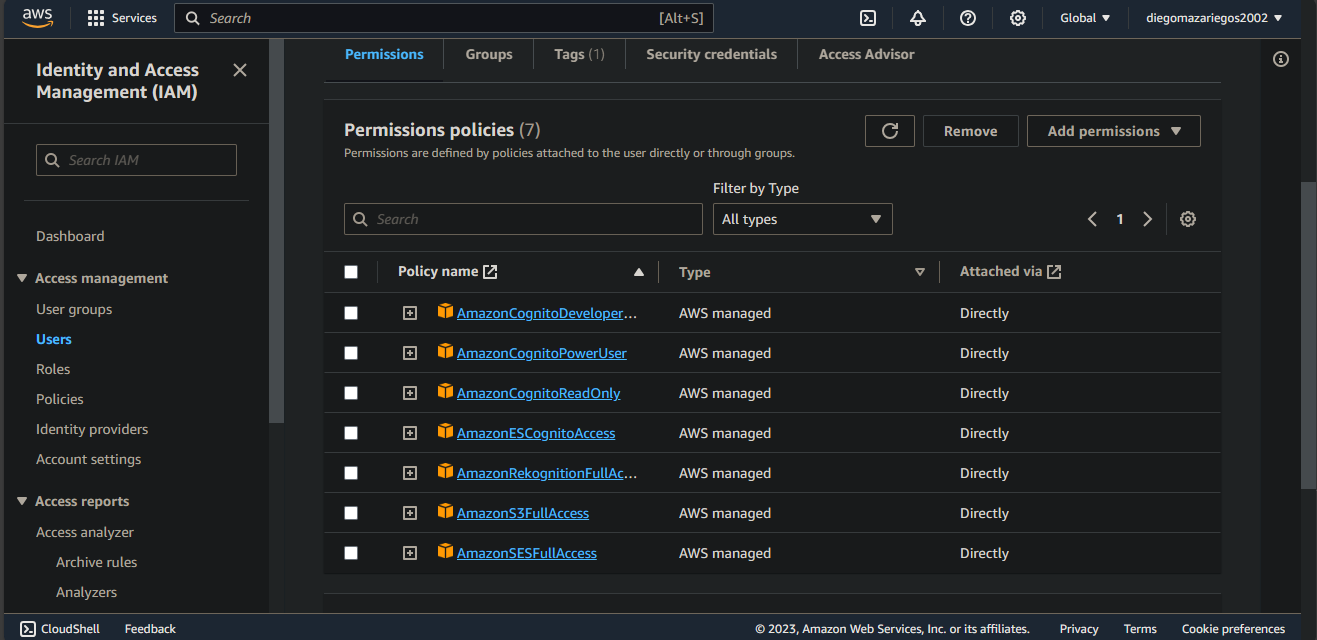 aws Services Search [Alt+S] Global diegomazariegos2002
Identity and Access Management (IAM)
Search IAM
Dashboard
Access management
User groups
Users
Roles
Policies
Identity providers
Account settings
Access reports
Access analyzer
Archive rules
Analyzers
Permissions Groups Tags (1) Security credentials Access Advisor
Permissions policies (7)
Permissions are defined by policies attached to the user directly or through groups.
Remove Add permissions
Filter by Type
Search All types 1
Policy name Type Attached via
AmazonCognitoDeveloper... AWS managed Directly
AmazonCognitoPowerUser AWS managed Directly
AmazonCognitoReadOnly AWS managed Directly
AmazonESCognitoAccess AWS managed Directly
AmazonRekognitionFullAc... AWS managed Directly
AmazonS3FullAccess AWS managed Directly
AmazonSESFullAccess AWS managed Directly
CloudShell Feedback © 2023, Amazon Web Services, Inc. or its affiliates. Privacy Terms Cookie preferences